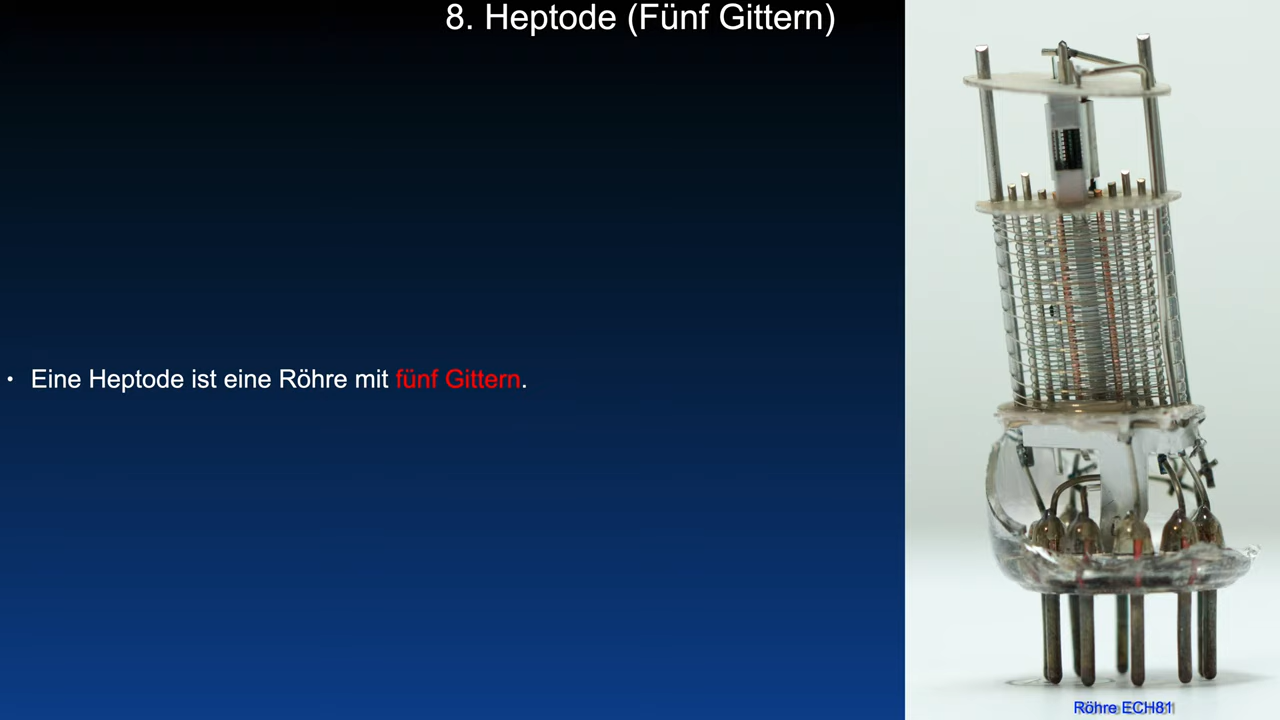 8. Heptode (Fünf Gittern)
• Eine Heptode ist eine Röhre mit fünf Gittern.
Röhre ECH81